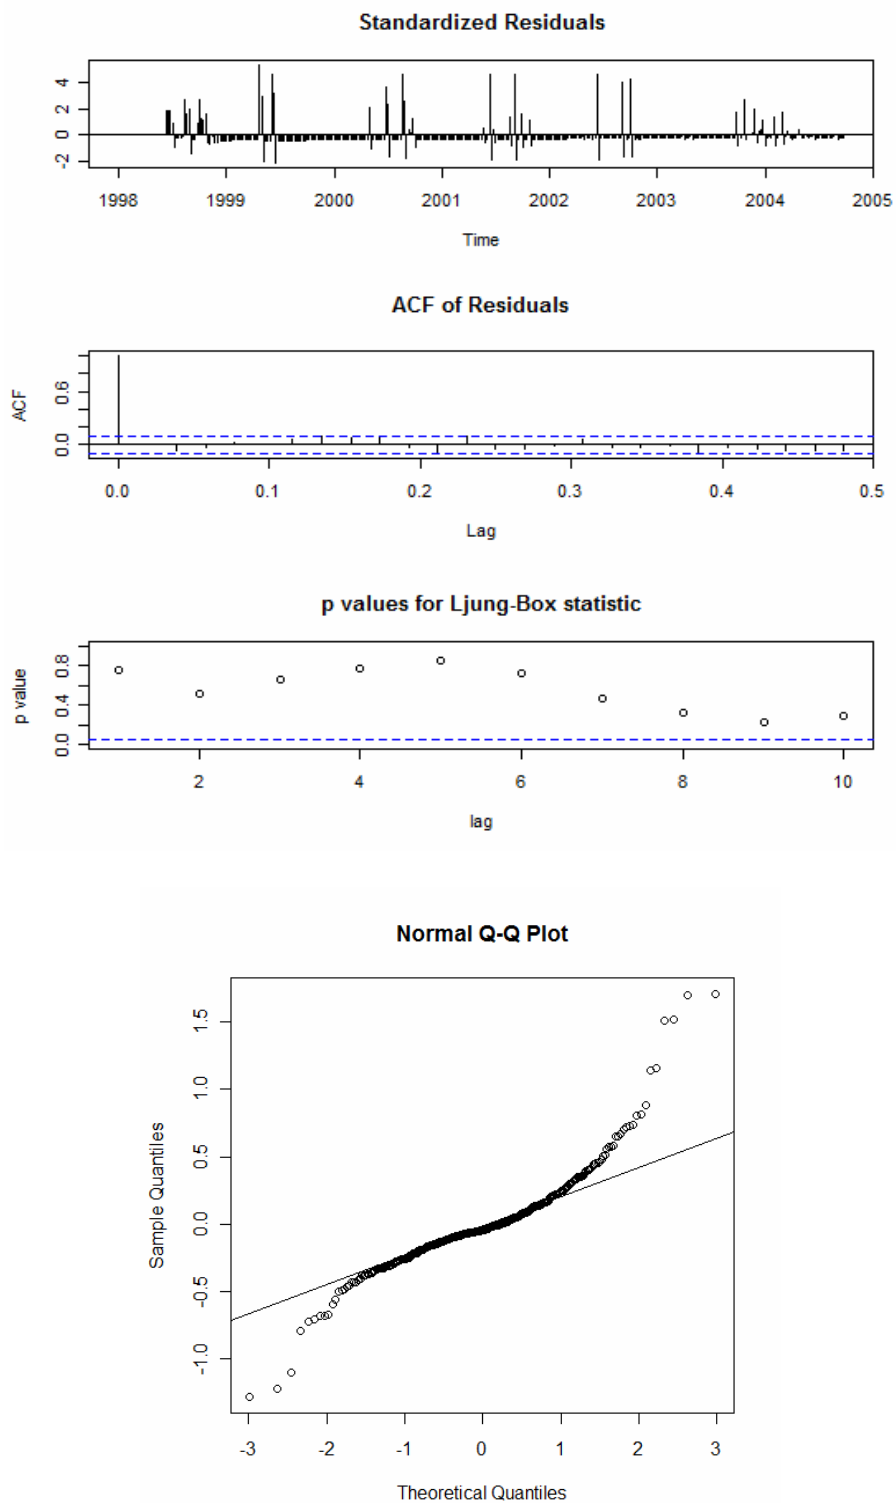 Standardized Residuals
4
2
0
-2
1998 1999 2000 2001 2002 2003 2004 2005
Time
ACF of Residuals
ACF
0.6
0.0
0.0 0.1 0.2 0.3 0.4 0.5
Lag
p values for Ljung-Box statistic
p value
0.8
0.4
0.0
2 4 6 8 10
lag
Normal Q-Q Plot
Sample Quantiles
1.5
1.0
0.5
0.0
-0.5
-1.0
-3 -2 -1 0 1 2 3
Theoretical Quantiles